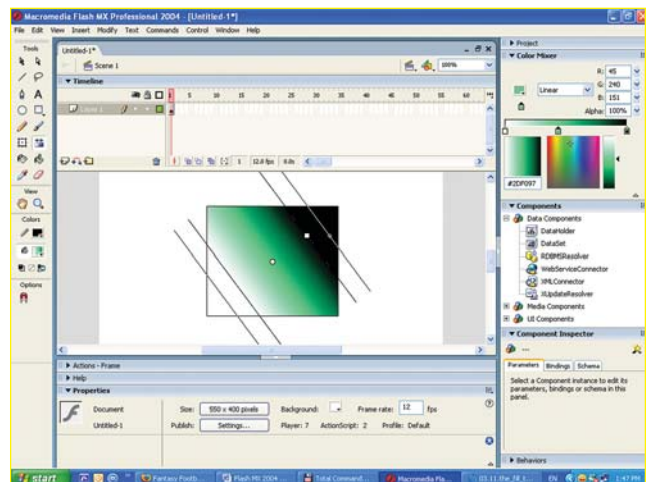 Macromedia Flash MX Professional 2004 - [Untitled-1*]
File Edit View Insert Modify Text Commands Control Window Help
Tools
View
Colors
Options
Untitled-1*
Scene 1
100%
Timeline
1 5 10 15 20 25 30 35 40 45 50 55 60
Layer 1
1 12.0 fps 0.0s
Actions - Frame
Help
Properties
Document
Untitled-1
Size: 550 x 400 pixels Background: Frame rate: 12 fps
Publish: Settings... Player: 7 ActionScript: 2 Profile: Default
Project
Color Mixer
Linear
R: 45
G: 240
B: 151
Alpha: 100%
#2DF097
Components
Data Components
DataHolder
DataSet
RDBMSResolver
WebServiceConnector
XMLConnector
XUpdateResolver
Media Components
UI Components
Component Inspector
Parameters Bindings Schema
Select a Component instance to edit its
parameters, bindings or schema in this
panel.
Behaviors
start
Fantasy Footb...
Flash MX 2004 ...
Total Command...
Macromedia Fla...
EN
1:47 PM